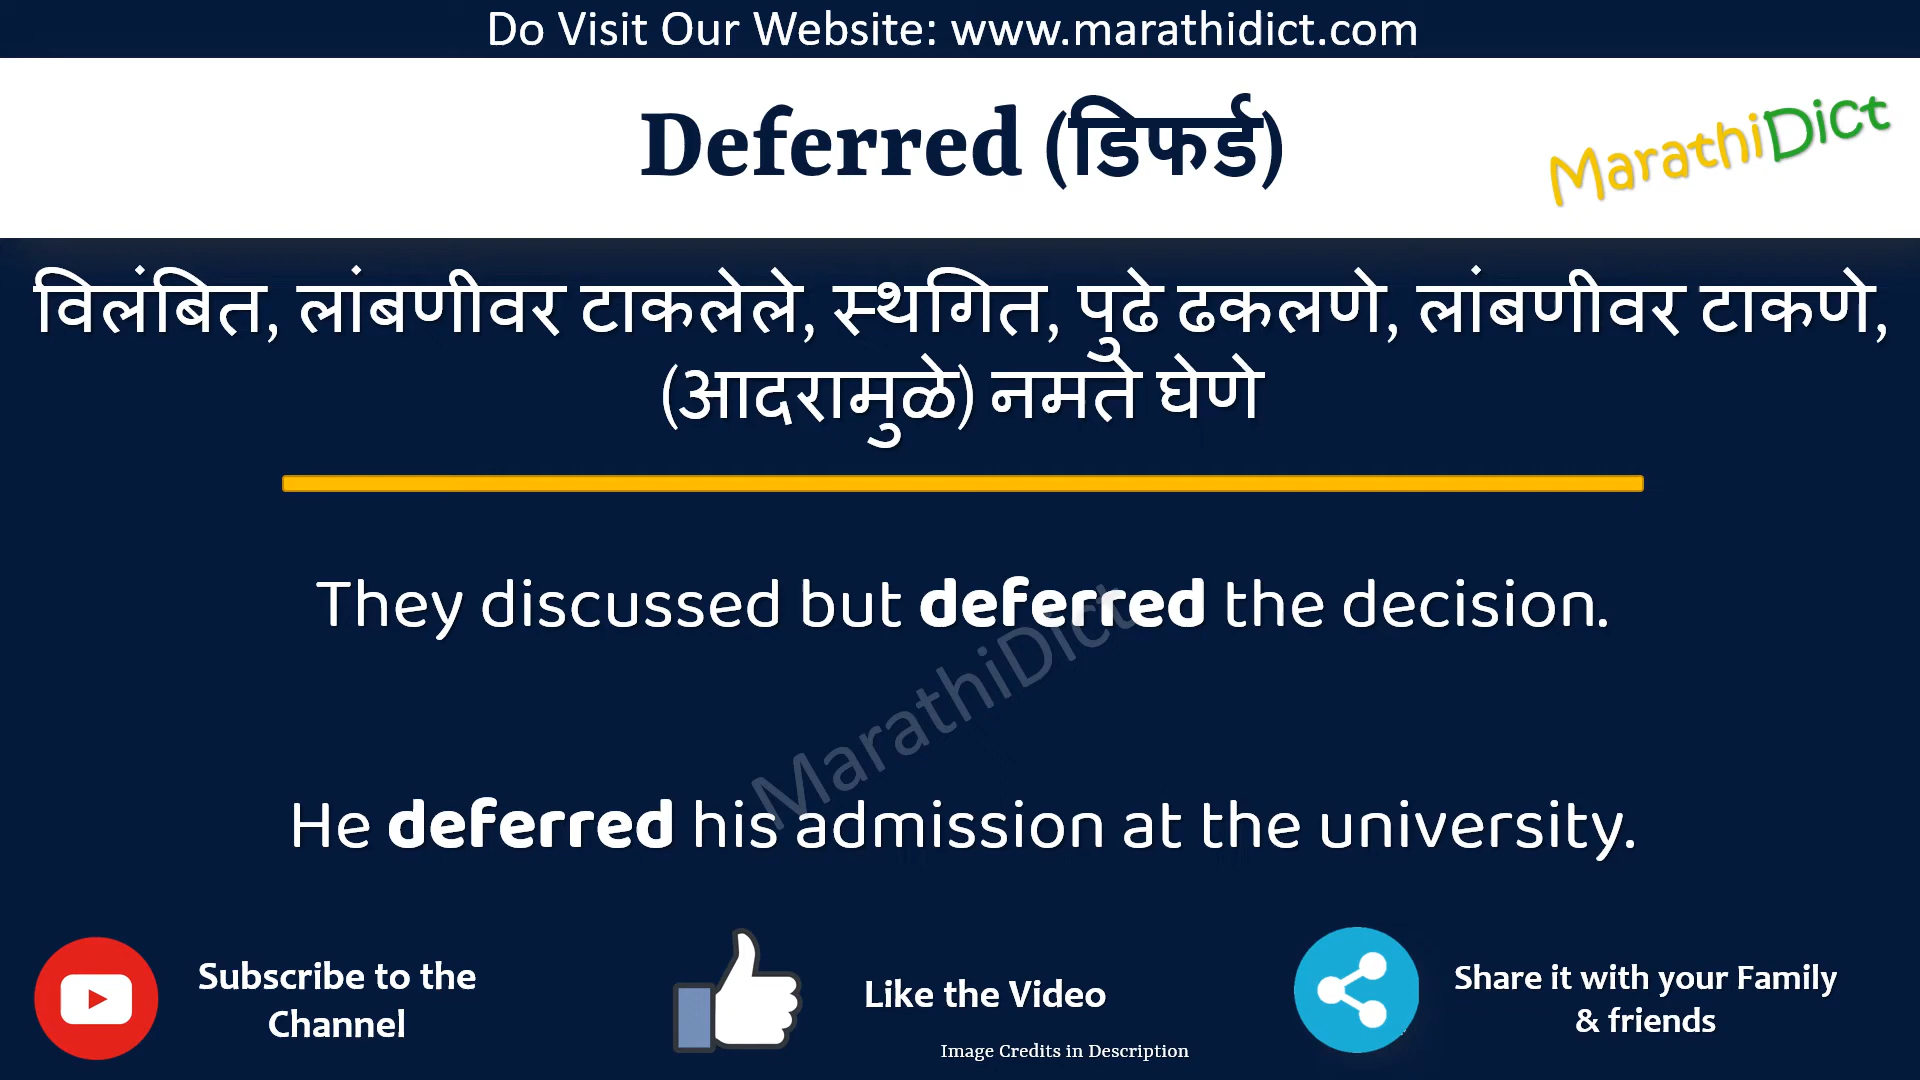 Do Visit Our Website: www.marathidict.com
Deferred (डिफर्ड)
MarathiDict
विलंबित, लांबणीवर टाकलेले, स्थगित, पुढे ढकलणे, लांबणीवर टाकणे,
(आदरामुळे) नमते घेणे
They discussed but deferred the decision.
MarathiDict
He deferred his admission at the university.
Subscribe to the
Channel
Like the Video
Share it with your Family
& friends
Image Credits in Description